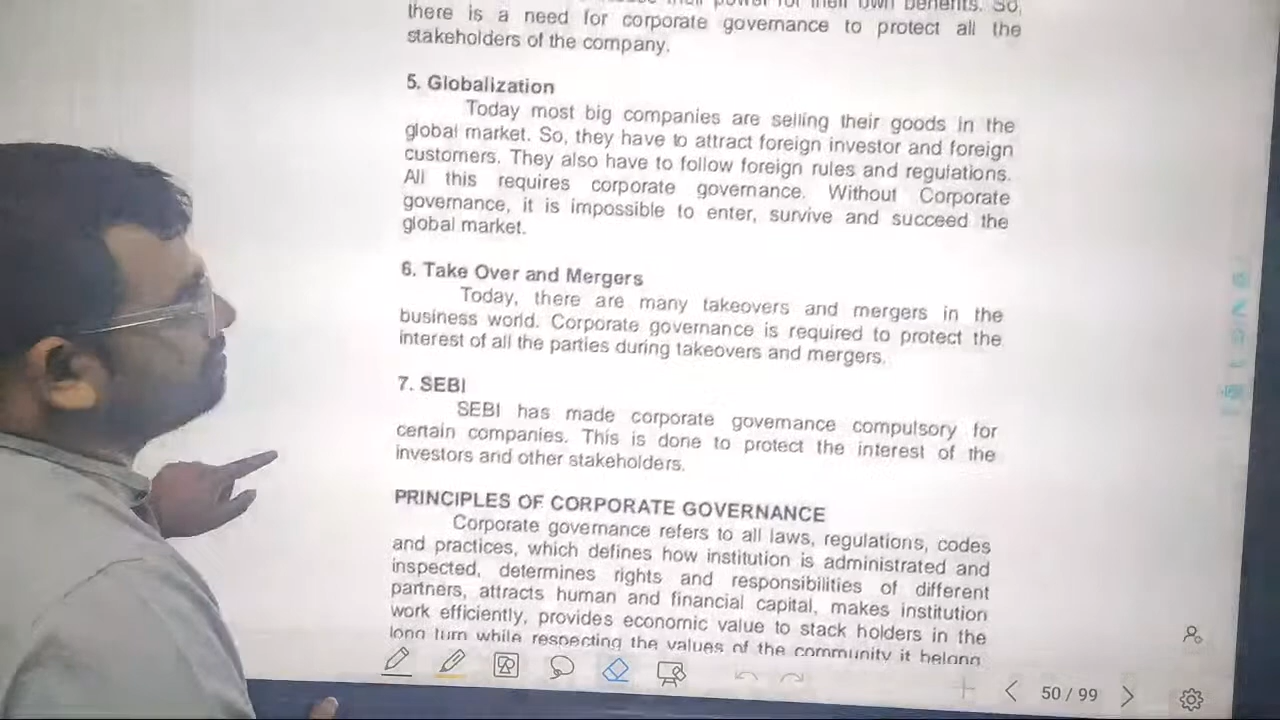 their power for their own benefits. So,
there is a need for corporate governance to protect all the
stakeholders of the company.
5. Globalization
Today most big companies are selling their goods in the
global market. So, they have to attract foreign investor and foreign
customers. They also have to follow foreign rules and regulations.
All this requires corporate governance. Without Corporate
governance, it is impossible to enter, survive and succeed the
global market.
6. Take Over and Mergers
Today, there are many takeovers and mergers in the
business world. Corporate governance is required to protect the
interest of all the parties during takeovers and mergers.
7. SEBI
SEBI has made corporate governance compulsory for
certain companies. This is done to protect the interest of the
investors and other stakeholders.
PRINCIPLES OF CORPORATE GOVERNANCE
Corporate governance refers to all laws, regulations, codes
and practices, which defines how institution is administrated and
inspected, determines rights and responsibilities of different
partners, attracts human and financial capital, makes institution
work efficiently, provides economic value to stack holders in the
long turn while respecting the values of the community it belong
50 / 99